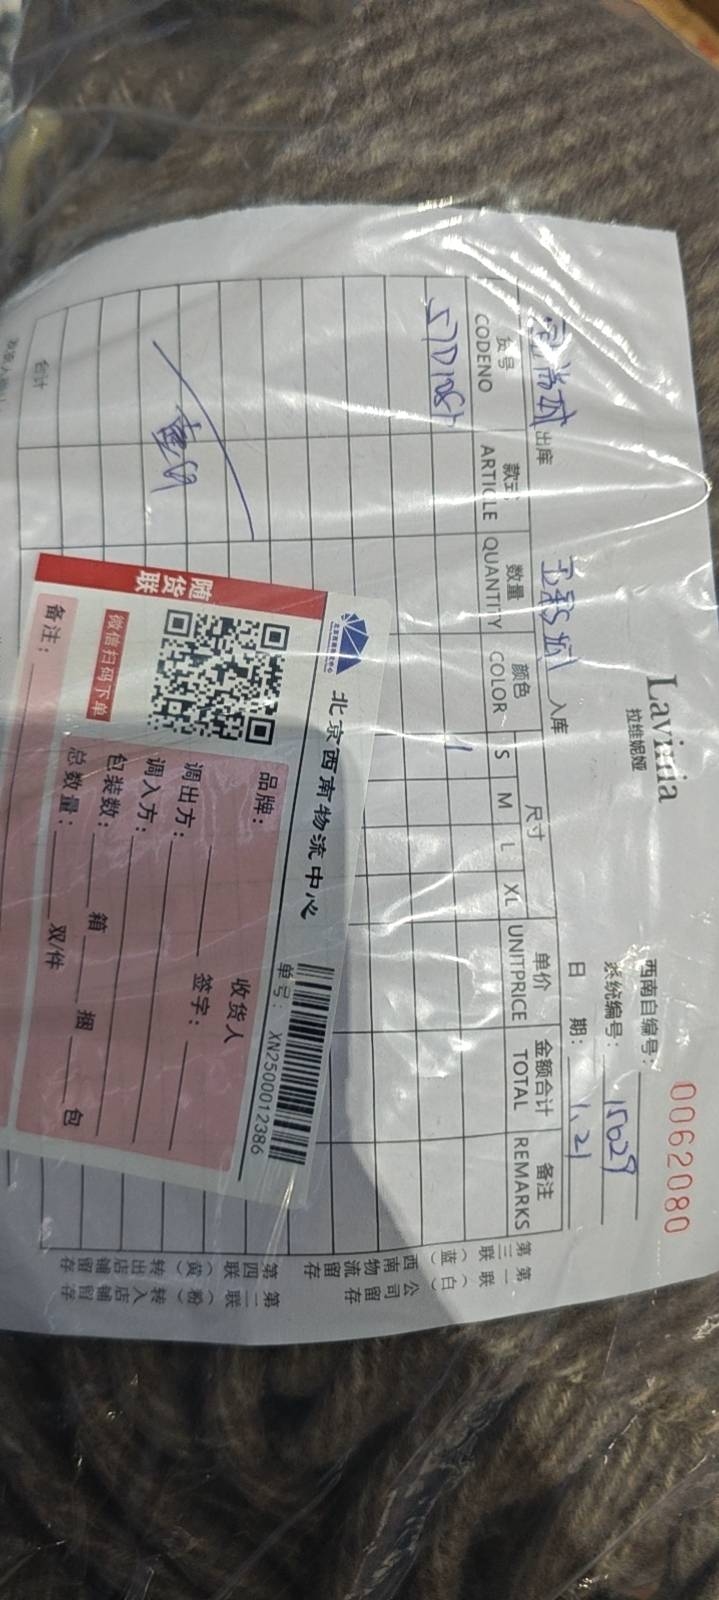 Lavinia
拉维妮娅
0062080
西南自编号：
系统编号： 15029
日 期： 1.21
出库
五彩城 入库
货号 款式 数量 颜色 尺寸 单价 金额合计 备注
CODENO ARTICLE QUANTITY COLOR S M L XL UNITPRICE TOTAL REMARKS
1
合计
第一联（白）公司留存
第二联（粉）转入店铺留存
第三联（蓝）西南物流留存
第四联（黄）转出店铺留存
随货联
北京西南物流中心
单号： XN2500012386
微信扫码下单
品牌：
收货人
调出方： 签字：
调入方：
包装数： 箱 捆 包
总数量： 双/件
备注：